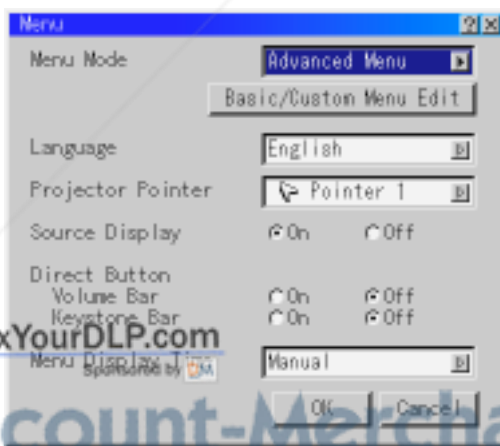 Menu
Menu Mode Advanced Menu
Basic/Custom Menu Edit
Language English
Projector Pointer Pointer 1
Source Display On Off
Direct Button
Volume Bar On Off
Keystone Bar On Off
xYourDLP.com
Menu Display Time Manual
Sponsored by
OK Cancel
count-Mercha